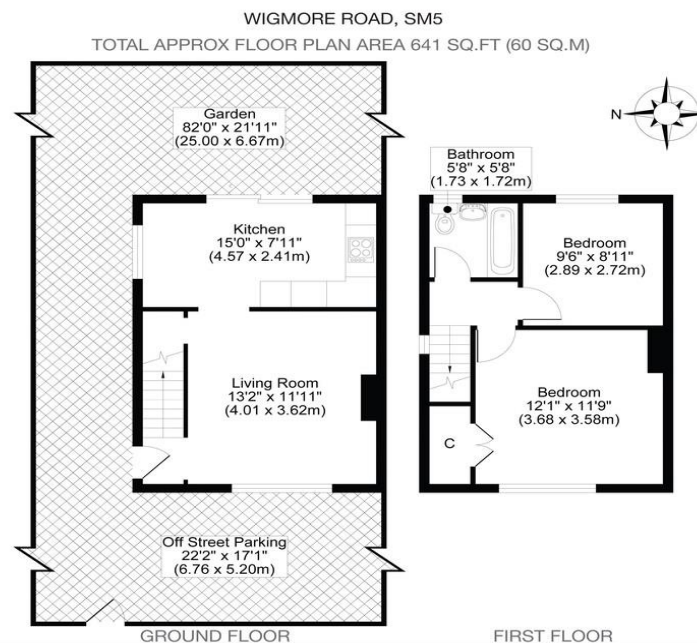 WIGMORE ROAD, SM5
TOTAL APPROX FLOOR PLAN AREA 641 SQ.FT (60 SQ.M)
Garden
82'0" x 21'11"
(25.00 x 6.67m)
N
Bathroom
5'8" x 5'8"
(1.73 x 1.72m)
Kitchen
15'0" x 7'11"
(4.57 x 2.41m)
Bedroom
9'6" x 8'11"
(2.89 x 2.72m)
Living Room
13'2" x 11'11"
(4.01 x 3.62m)
Bedroom
12'1" x 11'9"
(3.68 x 3.58m)
C
Off Street Parking
22'2" x 17'1"
(6.76 x 5.20m)
GROUND FLOOR
FIRST FLOOR